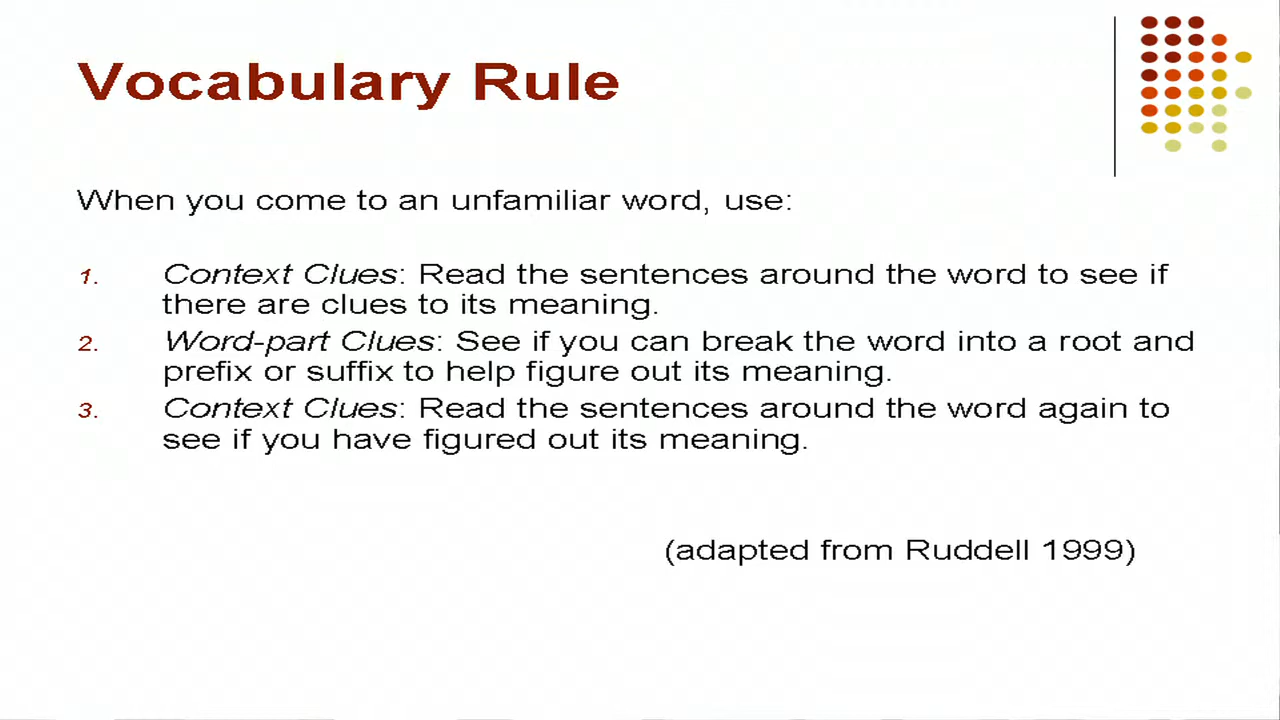 Vocabulary Rule
When you come to an unfamiliar word, use:
1. Context Clues: Read the sentences around the word to see if
there are clues to its meaning.
2. Word-part Clues: See if you can break the word into a root and
prefix or suffix to help figure out its meaning.
3. Context Clues: Read the sentences around the word again to
see if you have figured out its meaning.
(adapted from Ruddell 1999)